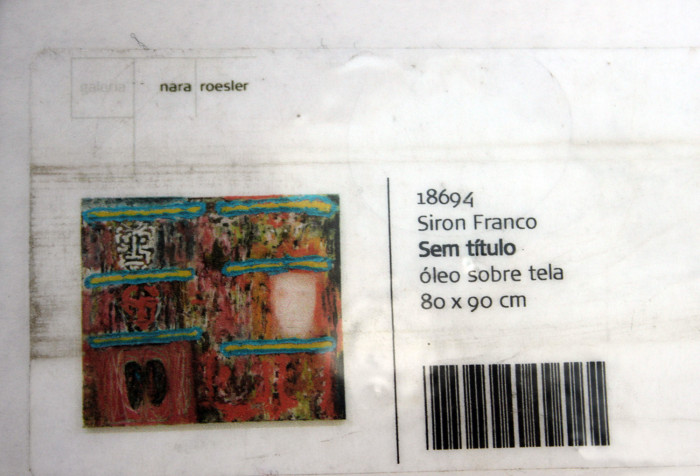 galeria nara roesler
18694
Siron Franco
Sem título
óleo sobre tela
80 x 90 cm